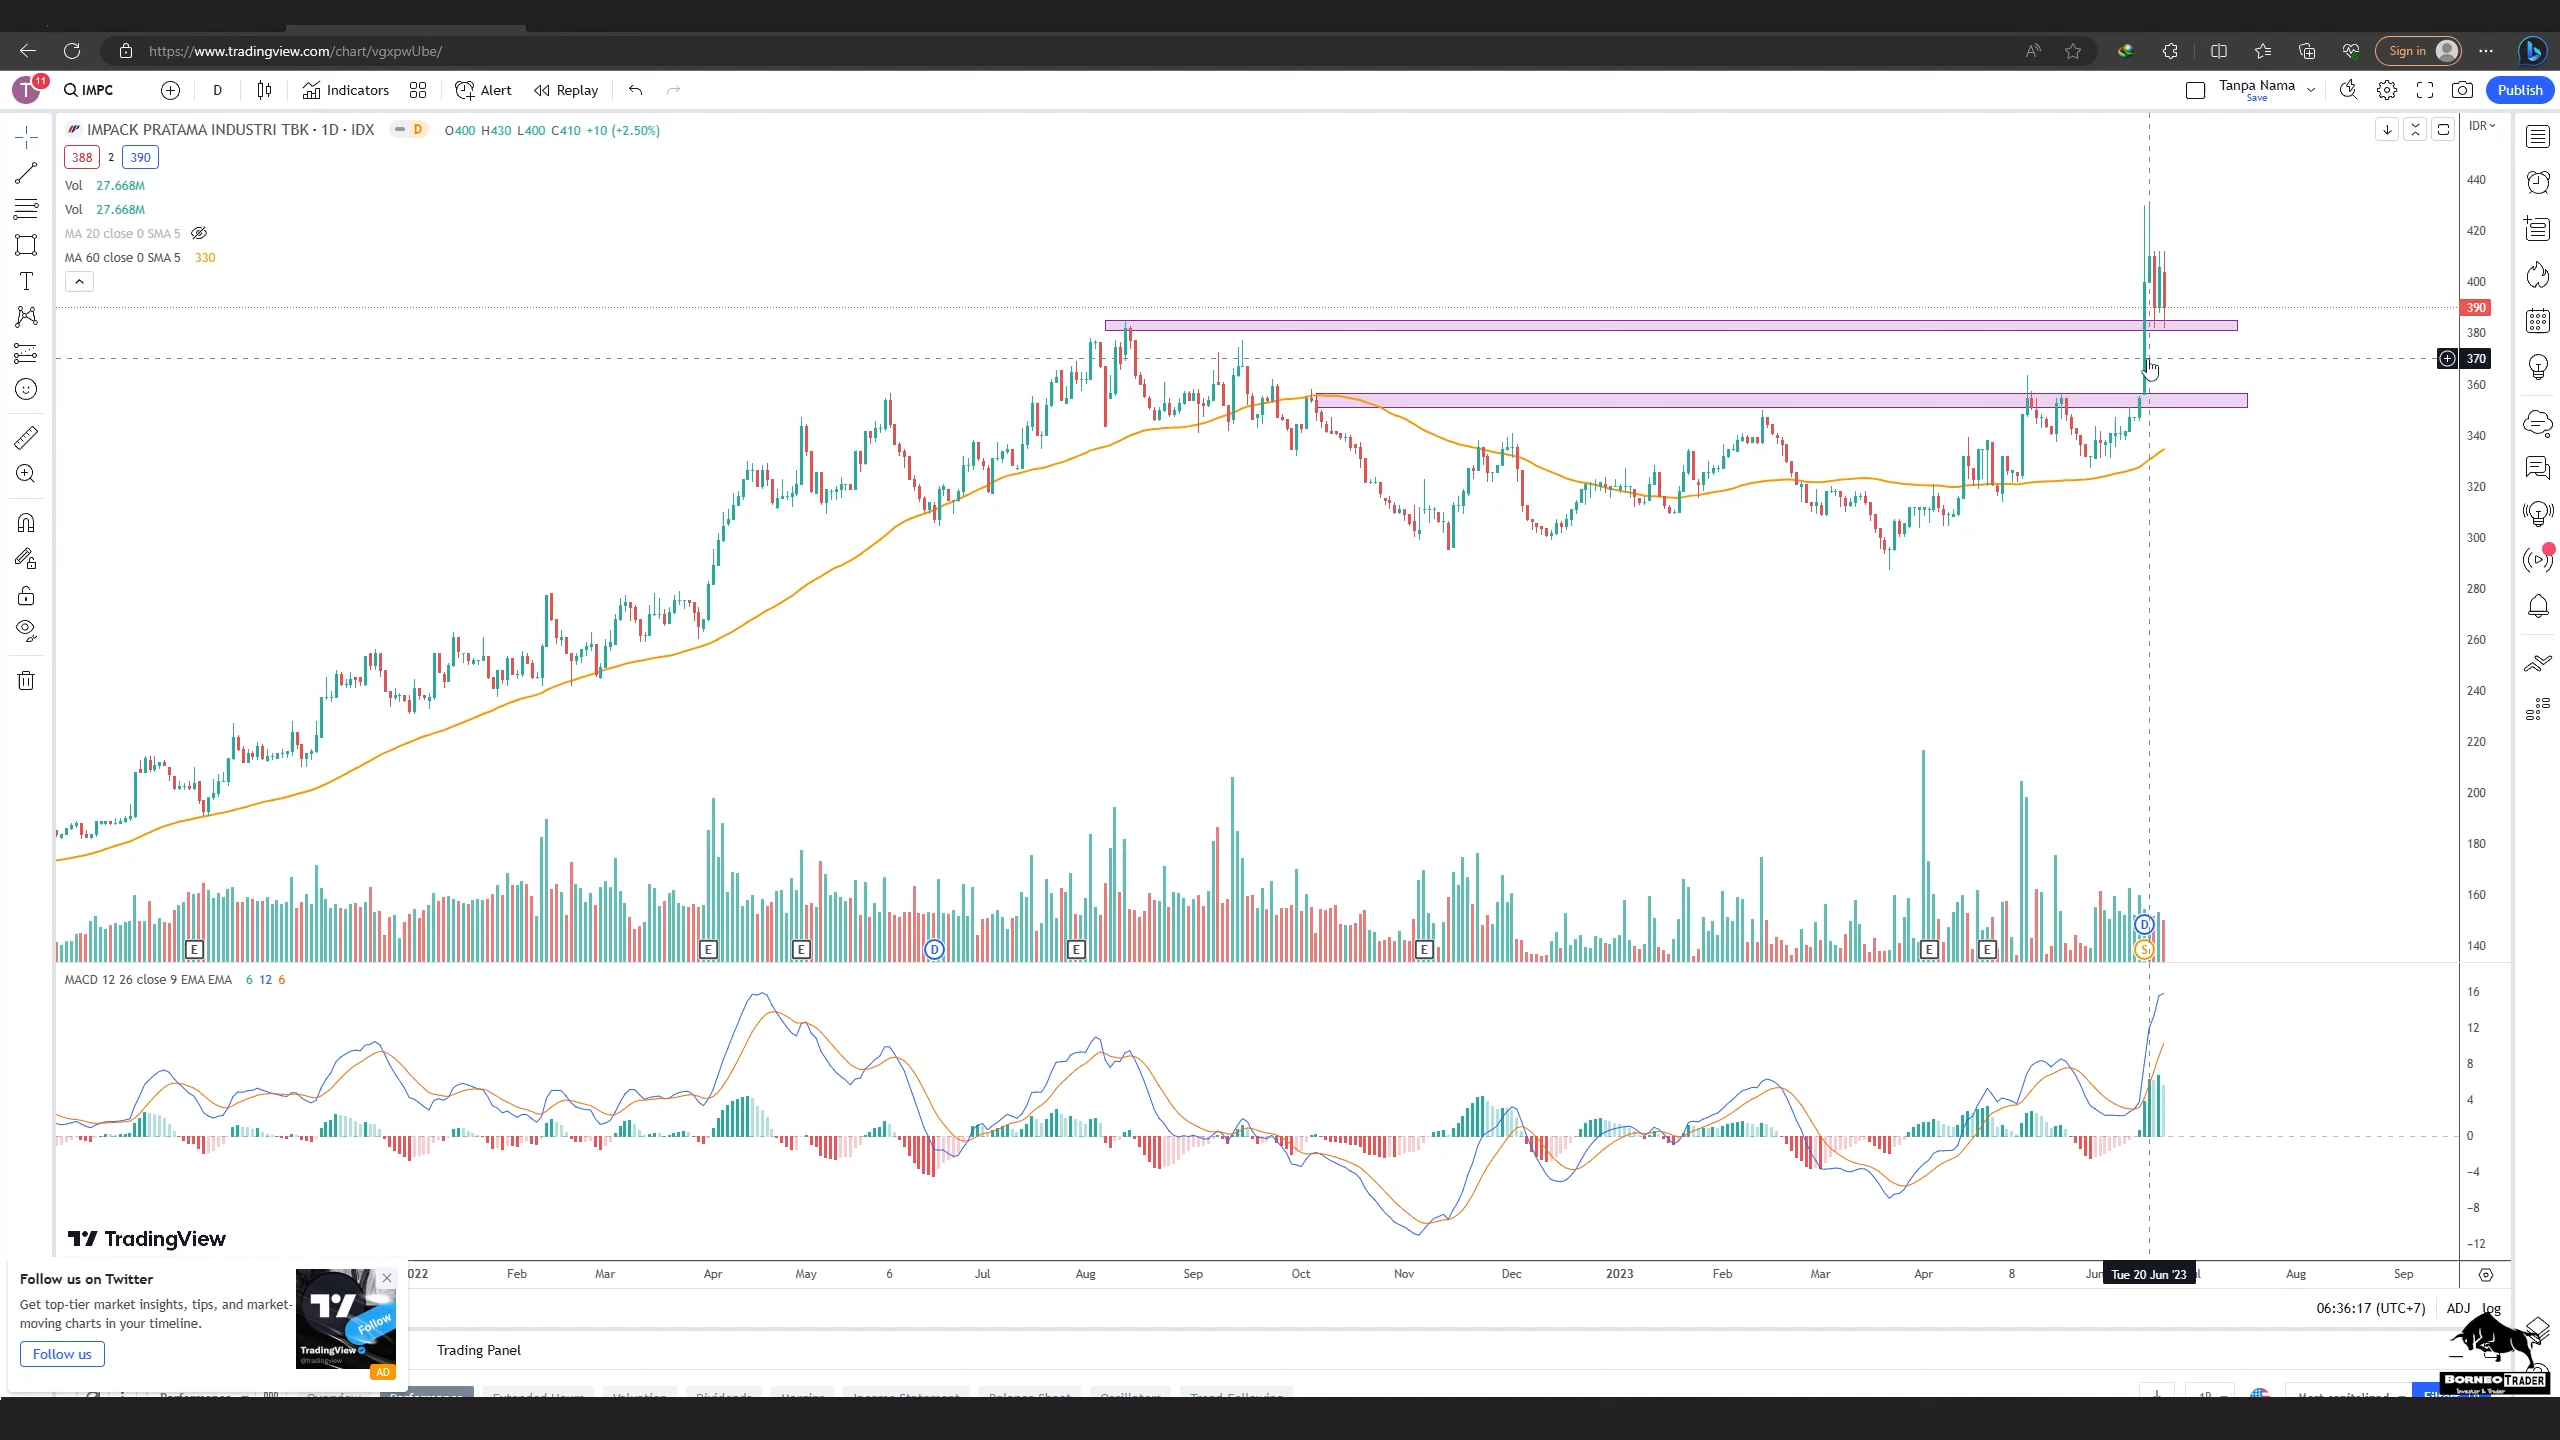 https://www.tradingview.com/chart/vgxpwUbe/
Sign in
T 11 IMPC D Indicators Alert Replay Tanpa Nama Save Publish
IMPACK PRATAMA INDUSTRI TBK · 1D · IDX D O400 H430 L400 C410 +10 (+2.50%) IDR
388 2 390
Vol 27.668M
Vol 27.668M
MA 20 close 0 SMA 5
MA 60 close 0 SMA 5 330
440
420
400
390
380
370
360
340
320
300
280
260
240
220
200
180
160
140
E E E D E E E E D S
MACD 12 26 close 9 EMA EMA 6 12 6
16
12
8
4
0
−4
−8
−12
TradingView
022 Feb Mar Apr May 6 Jul Aug Sep Oct Nov Dec 2023 Feb Mar Apr 8 Tue 20 Jun '23 Aug Sep
Follow us on Twitter
Get top-tier market insights, tips, and market-
moving charts in your timeline.
Follow us
Follow
TradingView
@tradingview
AD
06:36:17 (UTC+7) ADJ log
Trading Panel
BORNEO TRADER
Investor & Trader